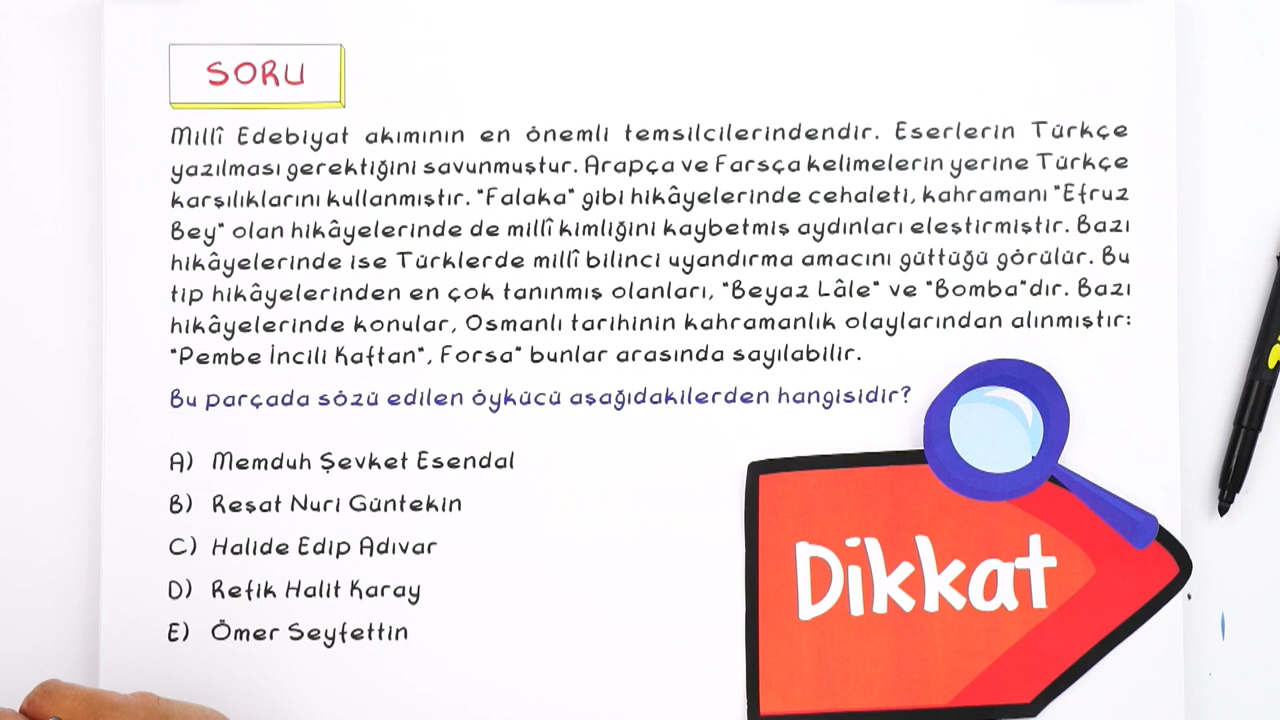 SORU
Millî Edebiyat akımının en önemli temsilcilerindendir. Eserlerin Türkçe
yazılması gerektiğini savunmuştur. Arapça ve Farsça kelimelerin yerine Türkçe
karşılıklarını kullanmıştır. "Falaka" gibi hikâyelerinde cehaleti, kahramanı "Efruz
Bey" olan hikâyelerinde de millî kimliğini kaybetmiş aydınları eleştirmiştir. Bazı
hikâyelerinde ise Türklerde millî bilinci uyandırma amacını güttüğü görülür. Bu
tip hikâyelerinden en çok tanınmış olanları, "Beyaz Lâle" ve "Bomba"dır. Bazı
hikâyelerinde konular, Osmanlı tarihinin kahramanlık olaylarından alınmıştır:
"Pembe İncili Kaftan", Forsa" bunlar arasında sayılabilir.
Bu parçada sözü edilen öykücü aşağıdakilerden hangisidir?
A) Memduh Şevket Esendal
B) Reşat Nuri Güntekin
C) Halide Edip Adıvar
D) Refik Halit Karay
E) Ömer Seyfettin
Dikkat